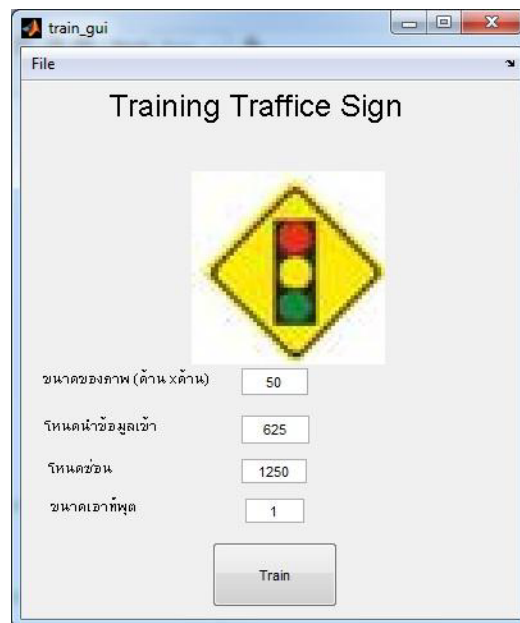 train_gui
File
Training Traffice Sign
ขนาดของภาพ (ด้าน xด้าน) 50
โหนดนำข้อมูลเข้า 625
โหนดซ่อน 1250
ขนาดเอาท์พุต 1
Train